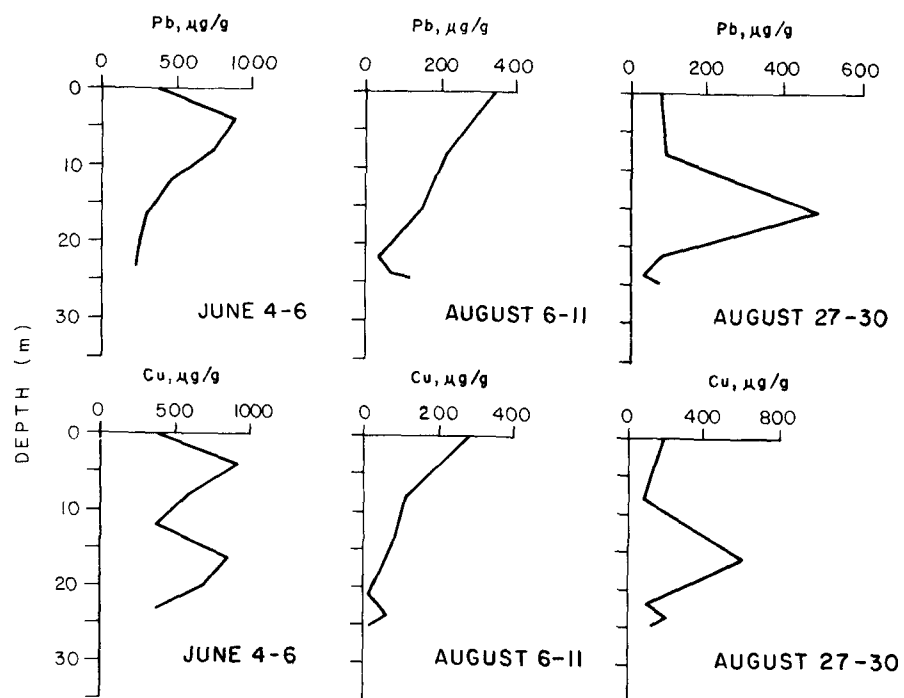 Pb, µg/g
Pb, µg/g
Pb, µg/g
0 500 1000
0 200 400
0 200 400 600
0
10
20
30
JUNE 4-6
AUGUST 6-11
AUGUST 27-30
DEPTH (m)
Cu, µg/g
Cu, µg/g
Cu, µg/g
0 500 1000
0 200 400
0 400 800
0
10
20
30
JUNE 4-6
AUGUST 6-11
AUGUST 27-30